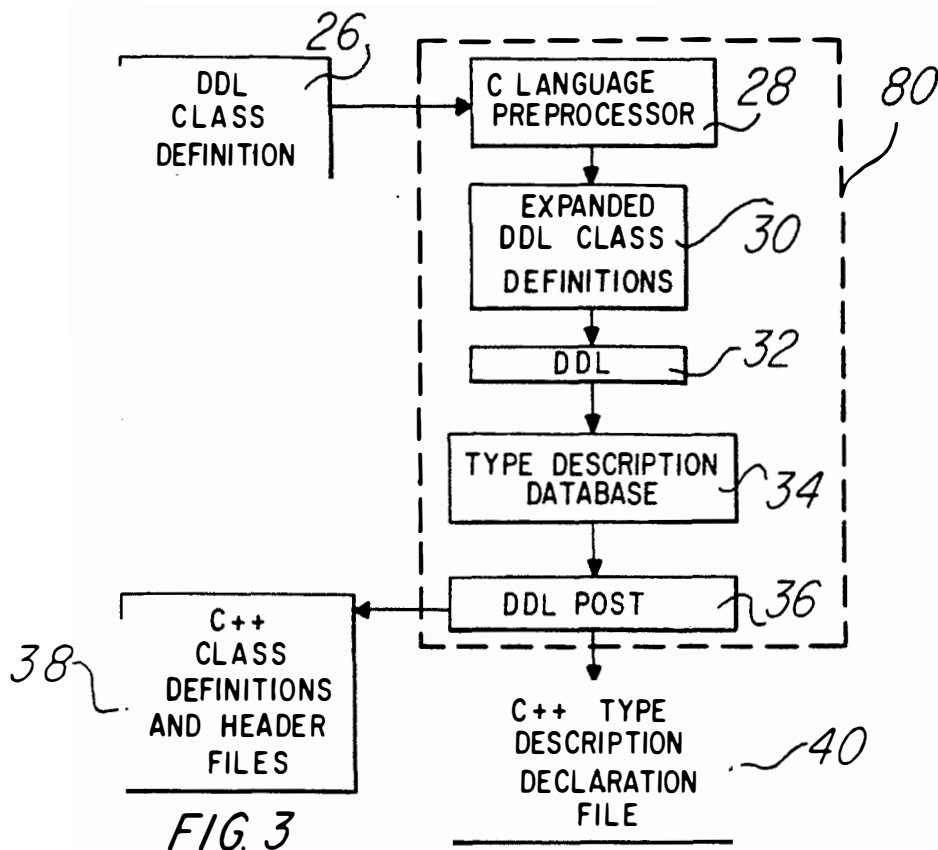 26
DDL
CLASS
DEFINITION
C LANGUAGE
PREPROCESSOR
28
80
EXPANDED
DDL CLASS
DEFINITIONS
30
DDL
32
TYPE DESCRIPTION
DATABASE
34
DDL POST
36
C++
CLASS
DEFINITIONS
AND HEADER
FILES
38
C++ TYPE
DESCRIPTION
DECLARATION
FILE
40
FIG. 3